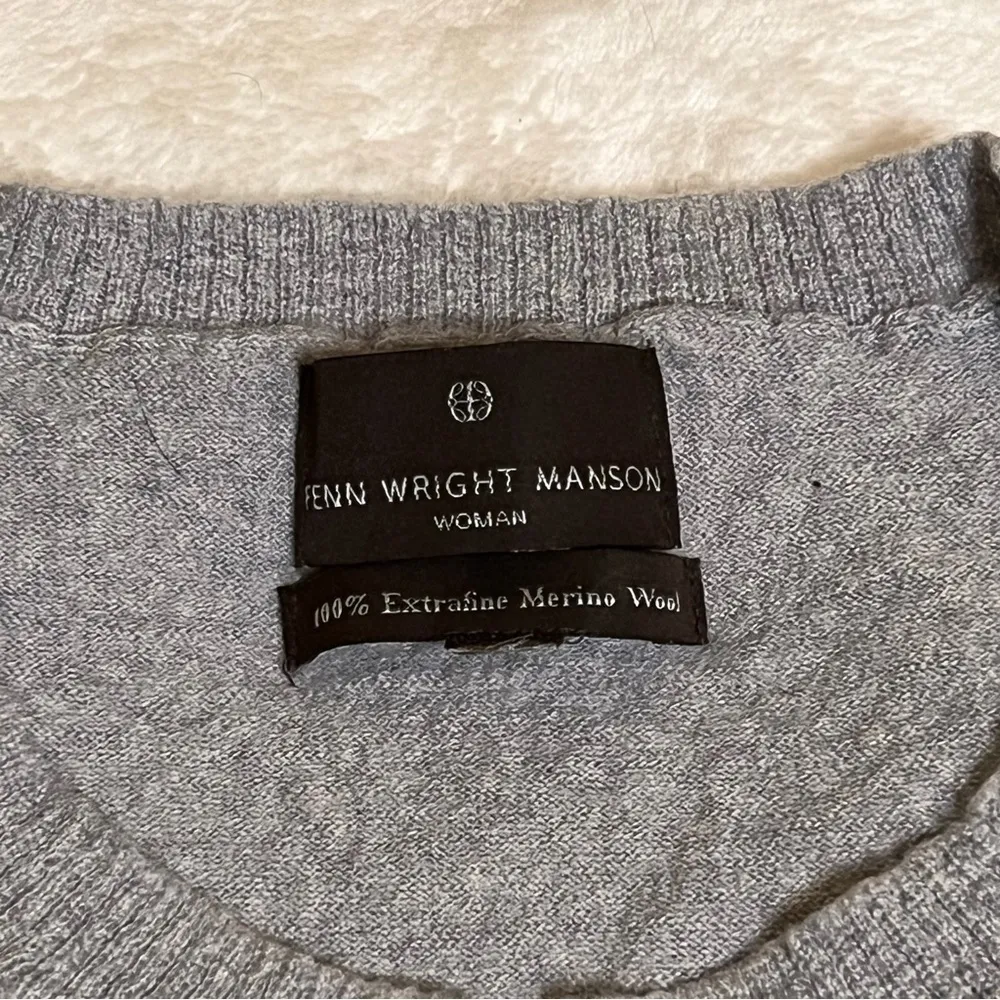 FENN WRIGHT MANSON
WOMAN
100% Extrafine Merino Wool